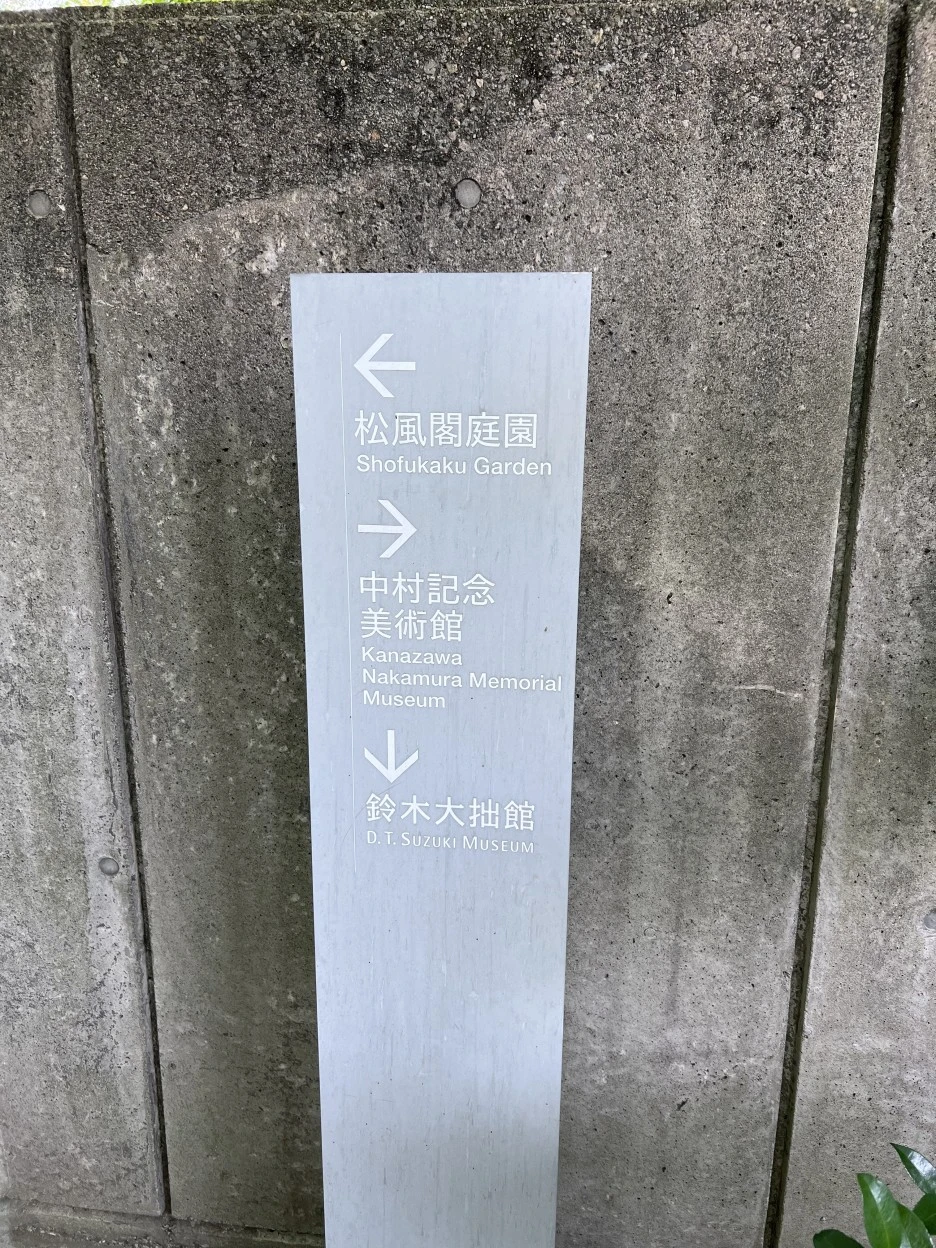 ←
松風閣庭園
Shofukaku Garden
→
中村記念
美術館
Kanazawa
Nakamura Memorial
Museum
↓
鈴木大拙館
D. T. SUZUKI MUSEUM